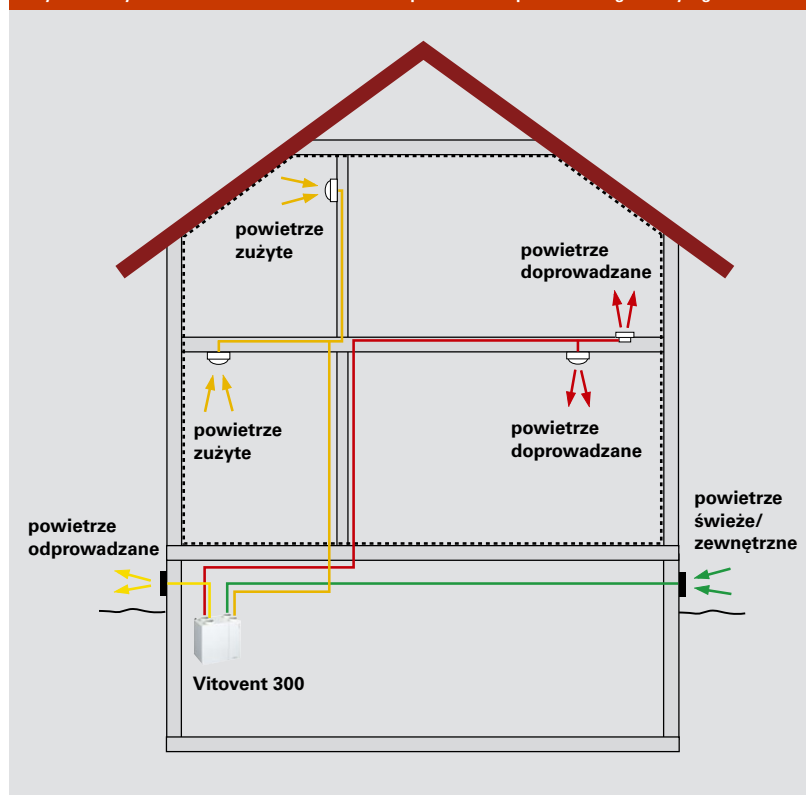 powietrze
zużyte
powietrze
doprowadzane
powietrze
zużyte
powietrze
doprowadzane
powietrze
odprowadzane
powietrze
świeże/
zewnętrzne
Vitovent 300